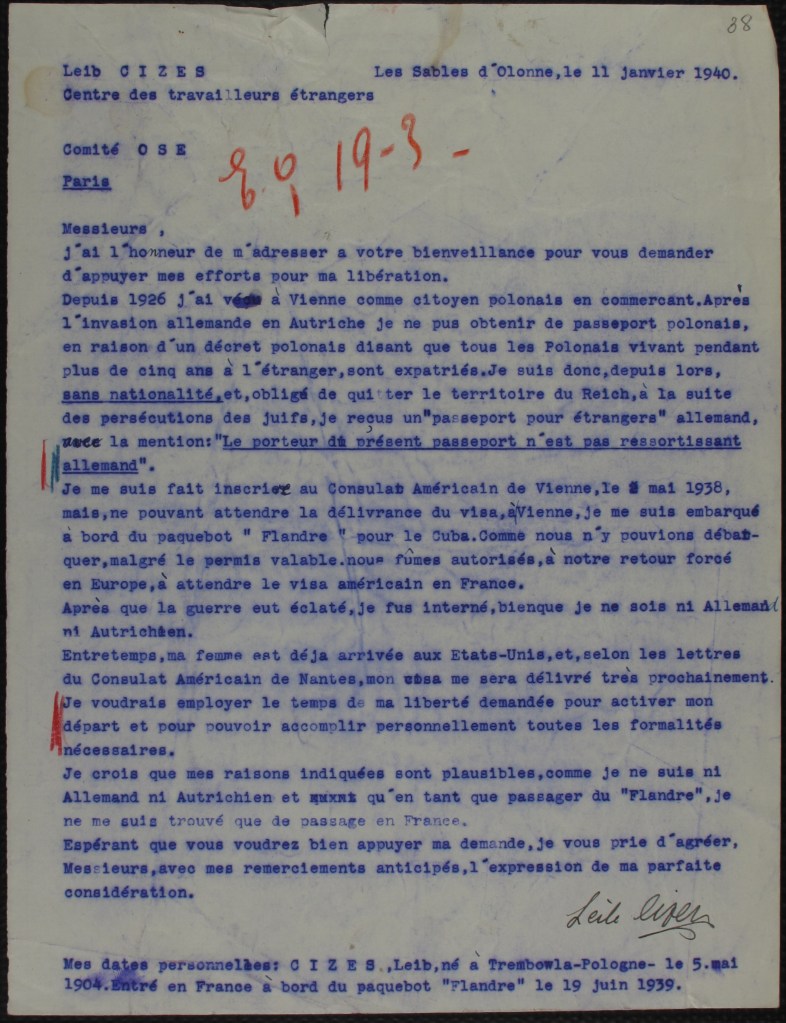 38
Leib C I Z E S Les Sables d'Olonne,le 11 janvier 1940.
Centre des travailleurs étrangers
Comité O S E
19-3-
Paris
Messieurs ,
j'ai l'honneur de m'adresser a votre bienveillance pour vous demander
d'appuyer mes efforts pour ma libération.
Depuis 1926 j'ai vécu à Vienne comme citoyen polonais en commercant.Après
l'invasion allemande en Autriche je ne pus obtenir de passeport polonais,
en raison d'un décret polonais disant que tous les Polonais vivant pendant
plus de cinq ans à l'étranger,sont expatriés.Je suis donc,depuis lors,
sans nationalité,et,obligé de quitter le territoire du Reich,à la suite
des persécutions des juifs,je reçus un"passeport pour étrangers" allemand,
avec la mention:"Le porteur du présent passeport n'est pas ressortissant
allemand".
Je me suis fait inscrire au Consulat Américain de Vienne,le 2 mai 1938,
mais,ne pouvant attendre la délivrance du visa,à Vienne,je me suis embarqué
à bord du paquebot " Flandre " pour le Cuba.Comme nous n'y pouvions débar-
quer,malgré le permis valable.nous fûmes autorisés,à notre retour forcé
en Europe,à attendre le visa américain en France.
Après que la guerre eut éclaté,je fus interné,bienque je ne sois ni Allemand
ni Autrichien.
Entretemps,ma femme est déja arrivée aux Etats-Unis,et,selon les lettres
du Consulat Américain de Nantes,mon visa me sera délivré très prochainement.
Je voudrais employer le temps de ma liberté demandée pour activer mon
départ et pour pouvoir accomplir personnellement toutes les formalités
nécessaires.
Je crois que mes raisons indiquées sont plausibles,comme je ne suis ni
Allemand ni Autrichien et qu'en tant que passager du "Flandre",je
ne me suis trouvé que de passage en France.
Espérant que vous voudrez bien appuyer ma demande,je vous prie d'agréer,
Messieurs,avec mes remerciements anticipés,l'expression de ma parfaite
considération.
Leib Cizes
Mes dates personnelles: C I Z E S ,Leib,né à Trembowla-Pologne- le 5.mai
1904.Entré en France à bord du paquebot "Flandre" le 19 juin 1939.